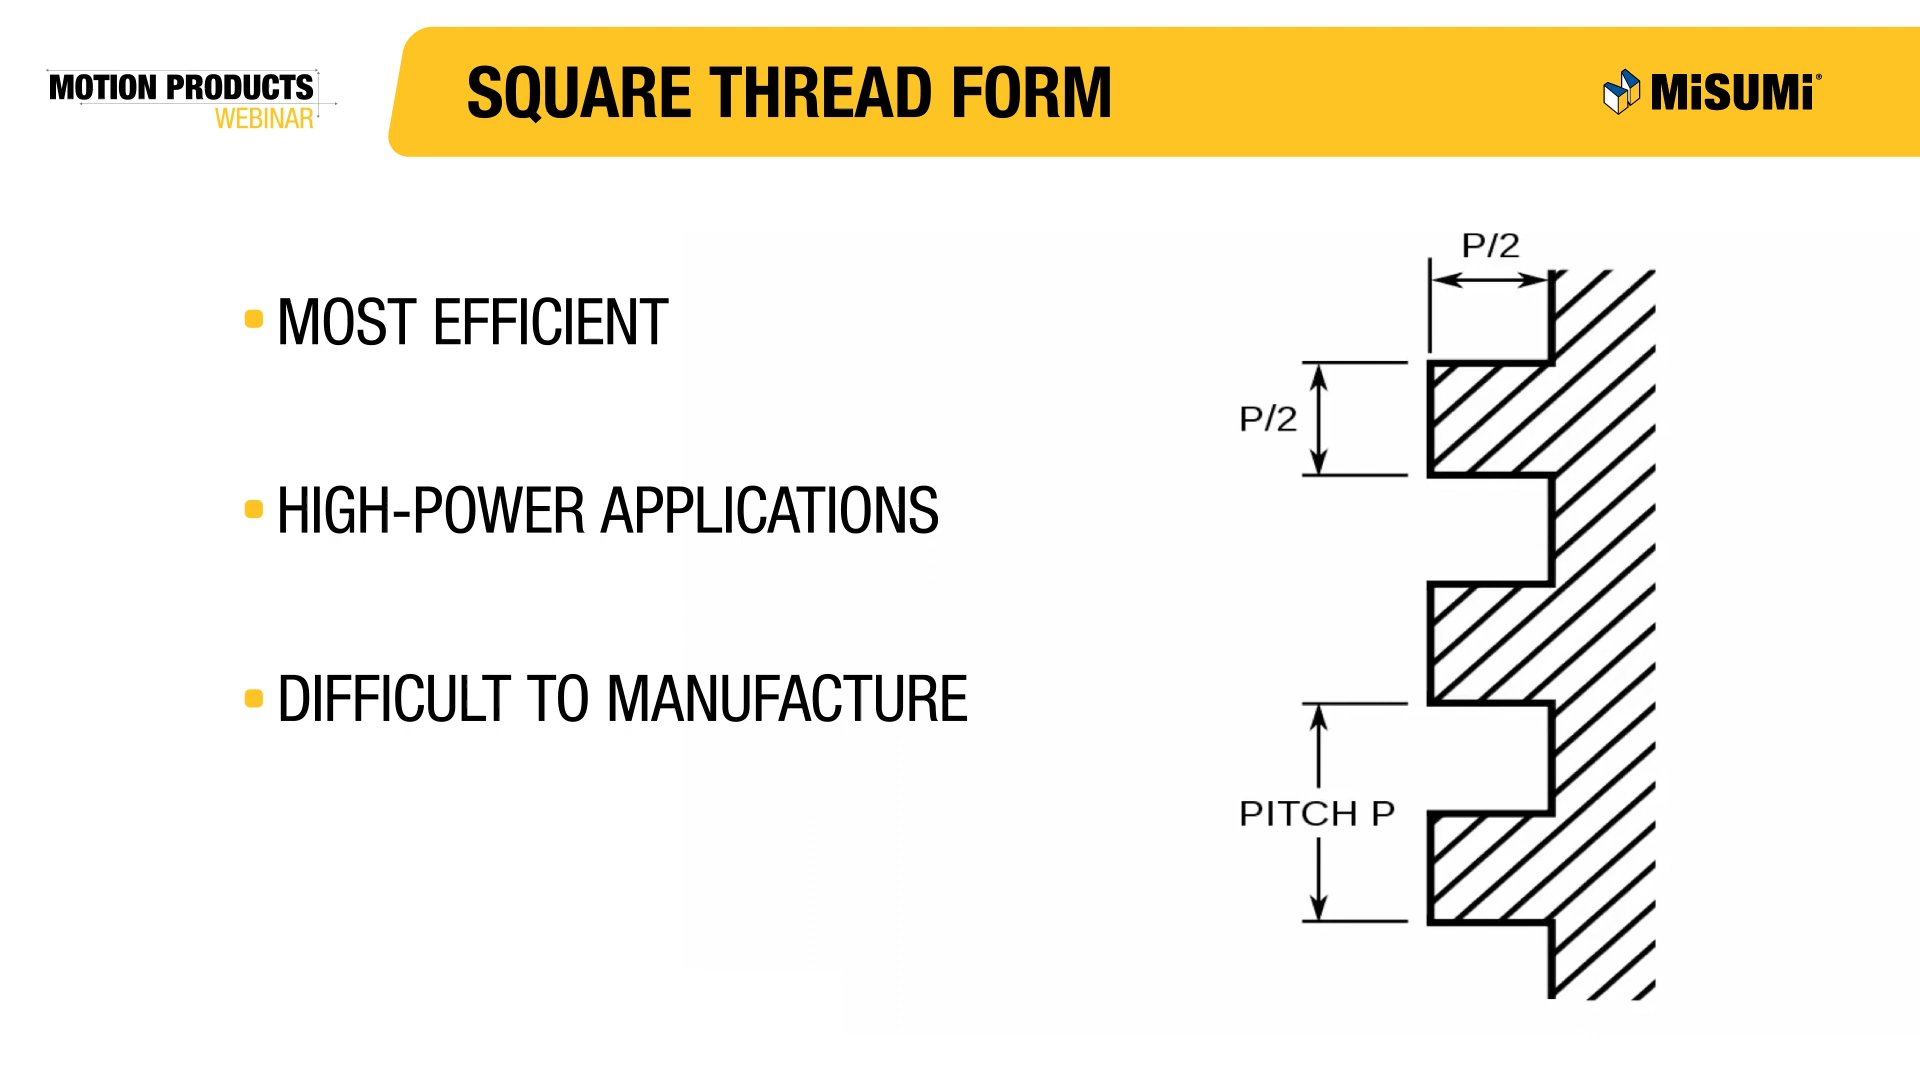 MOTION PRODUCTS
WEBINAR
SQUARE THREAD FORM
MiSUMi®
• MOST EFFICIENT
• HIGH-POWER APPLICATIONS
• DIFFICULT TO MANUFACTURE
P/2
P/2
PITCH P